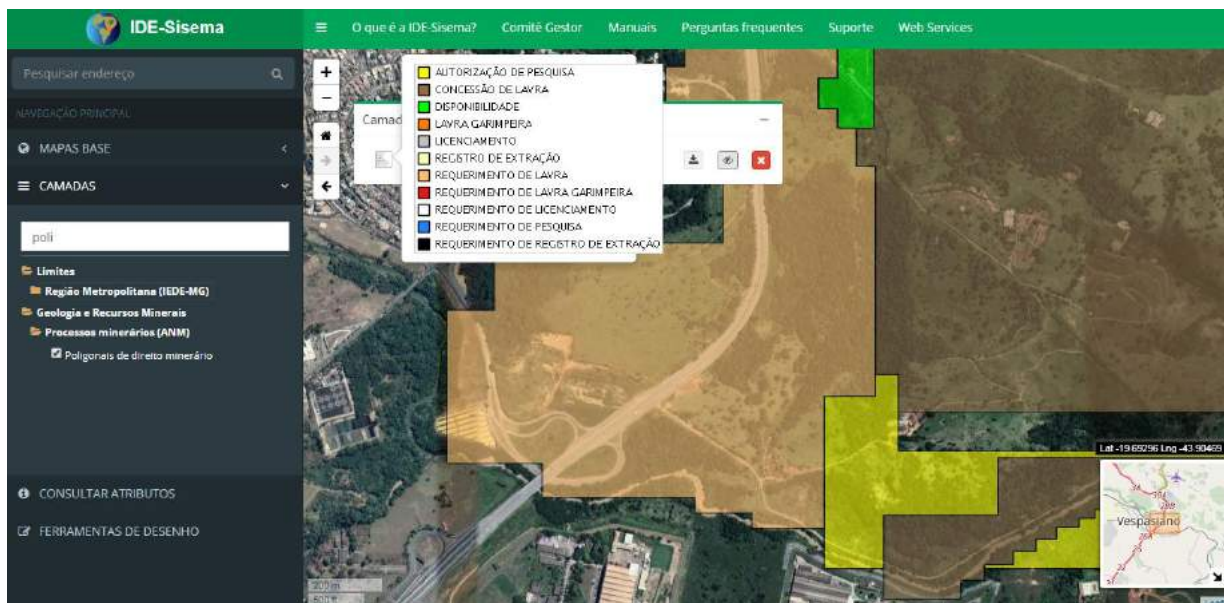 IDE-Sisema
O que é a IDE-Sisema? Comitê Gestor Manuais Perguntas frequentes Suporte Web Services
Pesquisar endereço
NAVEGAÇÃO PRINCIPAL
MAPAS BASE
CAMADAS
poli
Limites
Região Metropolitana (IEDE-MG)
Geologia e Recursos Minerais
Processos minerários (ANM)
Poligonais de direito minerário
CONSULTAR ATRIBUTOS
FERRAMENTAS DE DESENHO
+
−
Camad
AUTORIZAÇÃO DE PESQUISA
CONCESSÃO DE LAVRA
DISPONIBILIDADE
LAVRA GARIMPEIRA
LICENCIAMENTO
REGISTRO DE EXTRAÇÃO
REQUERIMENTO DE LAVRA
REQUERIMENTO DE LAVRA GARIMPEIRA
REQUERIMENTO DE LICENCIAMENTO
REQUERIMENTO DE PESQUISA
REQUERIMENTO DE REGISTRO DE EXTRAÇÃO
Lat -19.69296 Lng -43.90469
Vespasiano
200 m